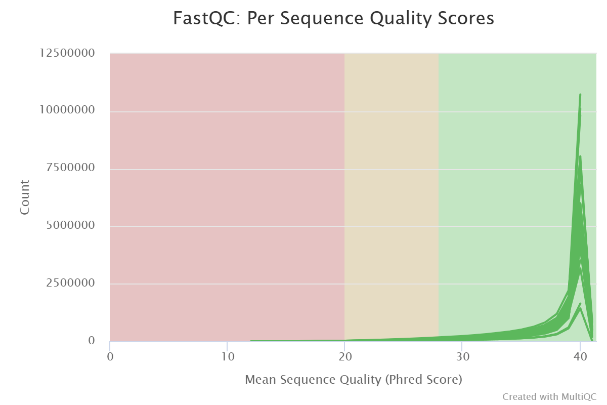 FastQC: Per Sequence Quality Scores
12500000
10000000
7500000
5000000
2500000
0
Count
0 10 20 30 40
Mean Sequence Quality (Phred Score)
Created with MultiQC